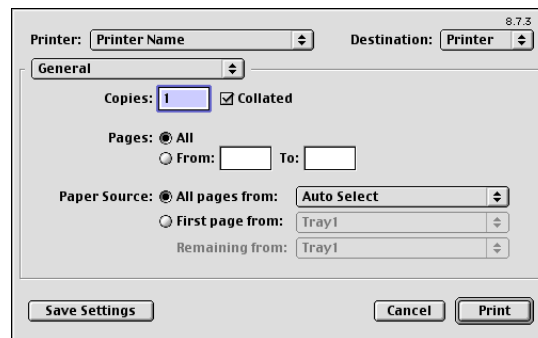 8.7.3
Printer: Printer Name Destination: Printer
General
Copies: 1 Collated
Pages: All
From: To:
Paper Source: All pages from: Auto Select
First page from: Tray1
Remaining from: Tray1
Save Settings Cancel Print